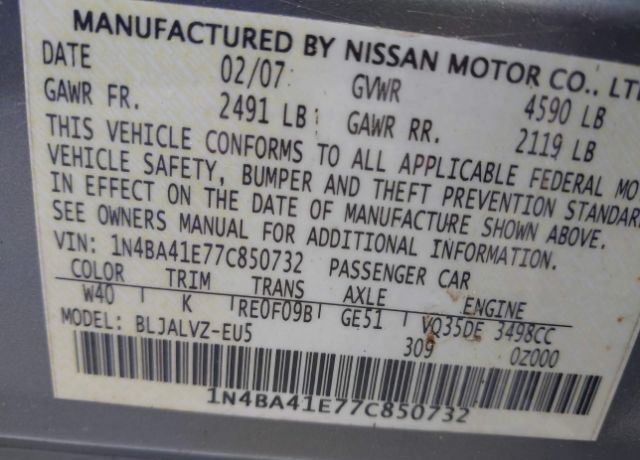 MANUFACTURED BY NISSAN MOTOR CO., LT
DATE 02/07 GVWR 4590 LB
GAWR FR. 2491 LB GAWR RR. 2119 LB
THIS VEHICLE CONFORMS TO ALL APPLICABLE FEDERAL MO
VEHICLE SAFETY, BUMPER AND THEFT PREVENTION STANDAR
IN EFFECT ON THE DATE OF MANUFACTURE SHOWN ABOVE.
SEE OWNERS MANUAL FOR ADDITIONAL INFORMATION.
VIN: 1N4BA41E77C850732 PASSENGER CAR
COLOR TRIM TRANS AXLE ENGINE
W40 K RE0F09B GE51 VQ35DE 3498CC
MODEL: BLJALVZ-EU5 309 0Z000
1N4BA41E77C850732